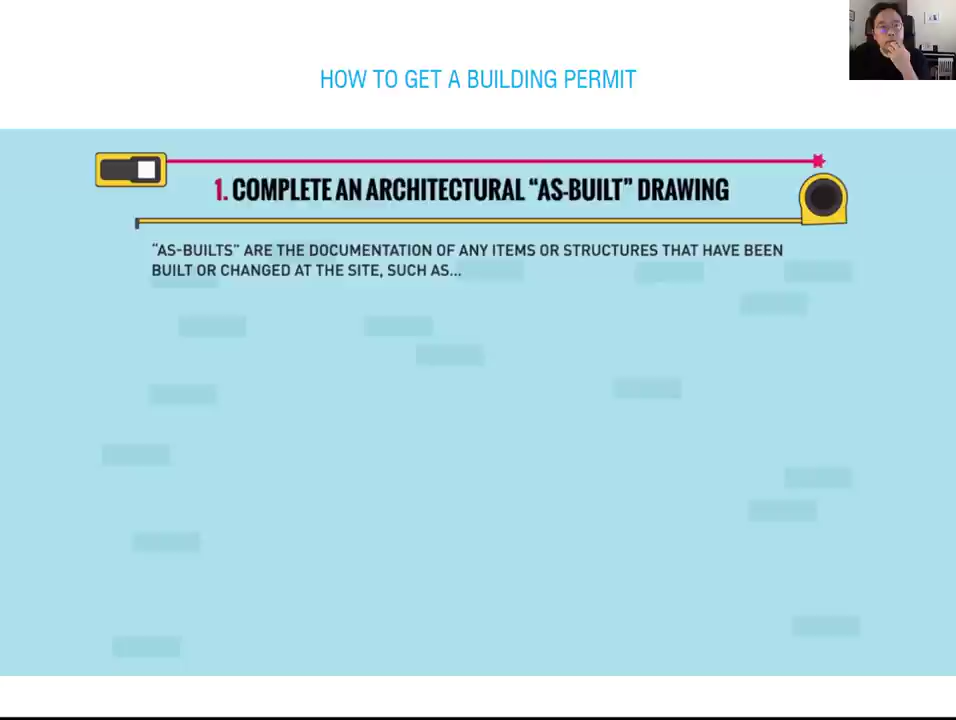 HOW TO GET A BUILDING PERMIT
1. COMPLETE AN ARCHITECTURAL “AS-BUILT” DRAWING
“AS-BUILTS” ARE THE DOCUMENTATION OF ANY ITEMS OR STRUCTURES THAT HAVE BEEN
BUILT OR CHANGED AT THE SITE, SUCH AS...